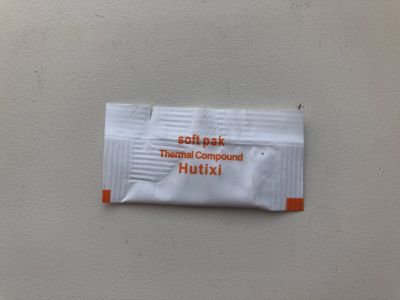 soft pak
Thermal Compound
Hutixi